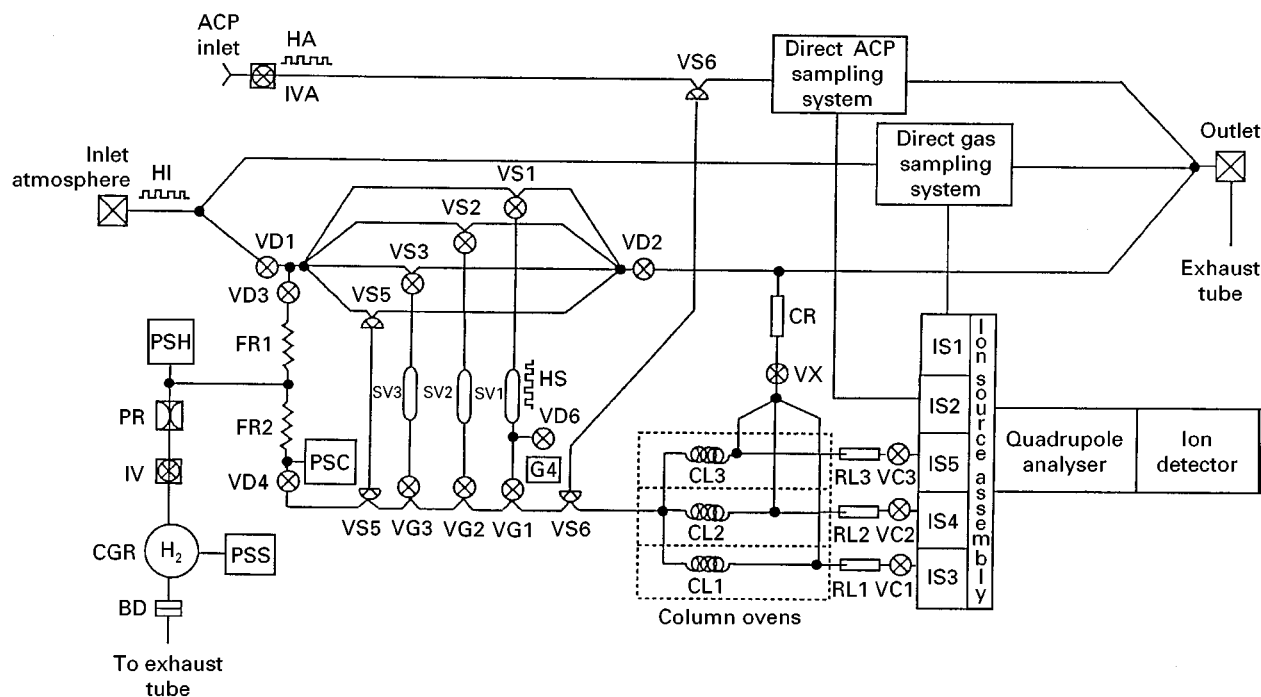 ACP
inlet
HA
IVA
VS6
Direct ACP
sampling
system
Inlet
atmosphere
HI
Direct gas
sampling
system
Outlet
Exhaust
tube
VS1
VS2
VS3
VS5
VD1
VD2
VD3
FR1
PSH
PR
FR2
IV
PSC
VD4
CGR
H2
PSS
BD
To exhaust
tube
SV3
SV2
SV1
HS
VD6
G4
VS5
VG3
VG2
VG1
VS6
CR
VX
CL3
CL2
CL1
Column ovens
RL3
VC3
RL2
VC2
RL1
VC1
IS1
IS2
IS5
IS4
IS3
Ion source assembly
Quadrupole
analyser
Ion
detector